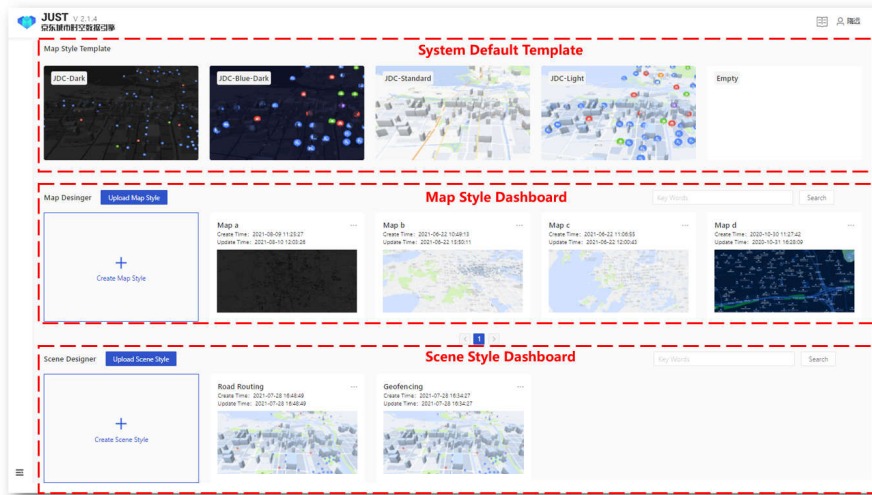 JUST V 2.1.4
京东城市时空数据引擎
Map Style Template
System Default Template
JDC-Dark
JDC-Blue-Dark
JDC-Standard
JDC-Light
Empty
Map Desinger
Upload Map Style
Map Style Dashboard
Key Words
Search
Create Map Style
Map a
Create Time: 2021-08-09 11:25:27
Update Time: 2021-08-10 12:03:26
Map b
Create Time: 2021-06-22 10:49:13
Update Time: 2021-06-22 13:50:11
Map c
Create Time: 2021-06-22 11:06:53
Update Time: 2021-06-22 12:00:43
Map d
Create Time: 2020-10-30 11:27:42
Update Time: 2020-10-31 16:28:09
1
Scene Designer
Upload Scene Style
Scene Style Dashboard
Key Words
Search
Create Scene Style
Road Routing
Create Time: 2021-07-28 16:48:49
Update Time: 2021-07-28 16:48:49
Geofencing
Create Time: 2021-07-28 16:34:27
Update Time: 2021-07-28 16:34:27